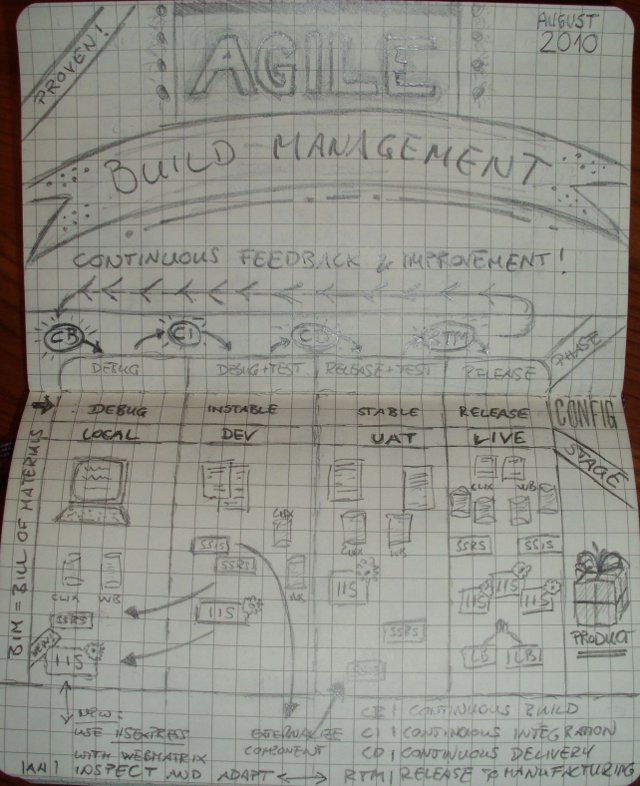 PROVEN!
AUGUST
2010
AGILE
BUILD MANAGEMENT
CONTINUOUS FEEDBACK & IMPROVEMENT!
CB
CI
CD
RTM
PHASE
DEBUG
DEBUG+TEST
RELEASE+TEST
RELEASE
CONFIG
DEBUG
INSTABLE
STABLE
RELEASE
LOCAL
DEV
UAT
LIVE
STAGE
BIM = BILL OF MATERIALS
CLIX
WB
SSRS
NEW!
IIS
CLIX
SSIS
SSRS
WB
IIS
CLIX
WB
IIS
SSRS
CLIX
WB
SSRS
SSIS
IIS
IIS
IIS
LB
LB
PRODUCT
NEW:
USE IISEXPRESS
WITH WEBMATRIX
EXTERNALIZE
COMPONENT
CB | CONTINUOUS BUILD
CI | CONTINUOUS INTEGRATION
CD | CONTINUOUS DELIVERY
IAA | INSPECT AND ADAPT
RTM | RELEASE TO MANUFACTURING